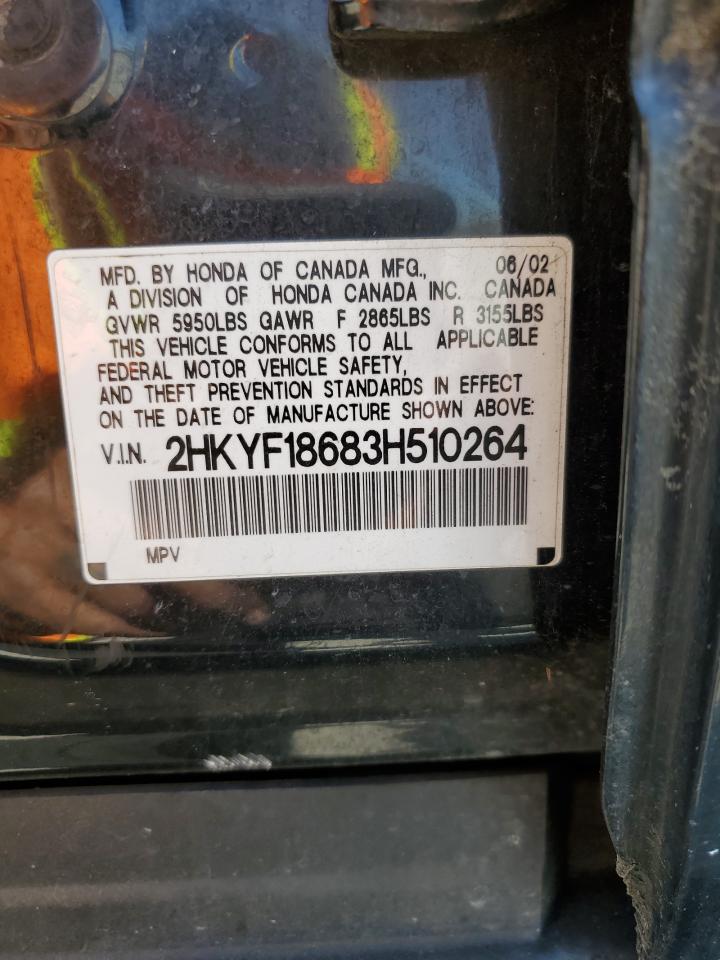 MFD. BY HONDA OF CANADA MFG., 06/02
A DIVISION OF HONDA CANADA INC. CANADA
GVWR 5950LBS GAWR F 2865LBS R 3155LBS
THIS VEHICLE CONFORMS TO ALL APPLICABLE
FEDERAL MOTOR VEHICLE SAFETY,
AND THEFT PREVENTION STANDARDS IN EFFECT
ON THE DATE OF MANUFACTURE SHOWN ABOVE:
V.I.N. 2HKYF18683H510264
MPV